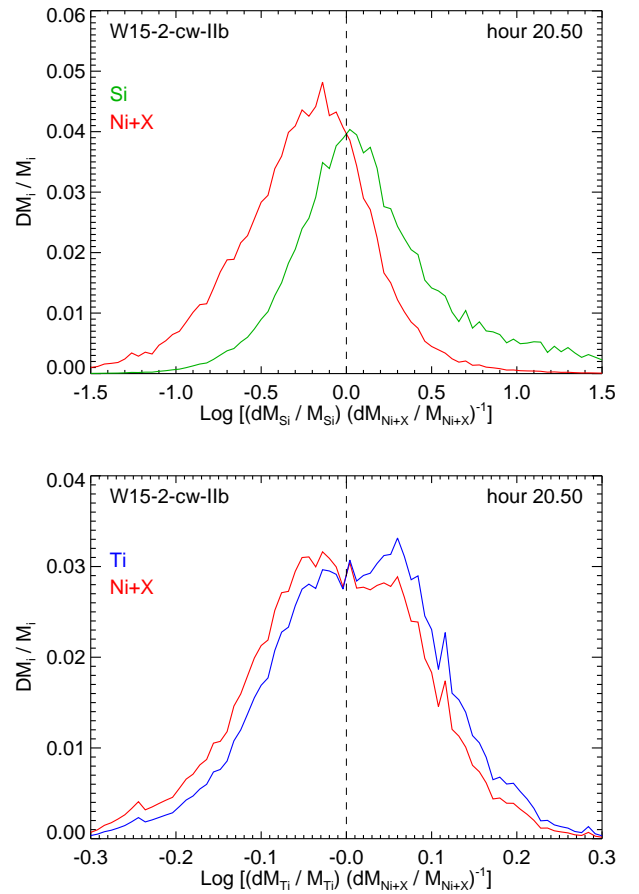 W15-2-cw-IIb hour 20.50
Si
Ni+X
DM_i / M_i
0.06
0.05
0.04
0.03
0.02
0.01
0.00
-1.5 -1.0 -0.5 0.0 0.5 1.0 1.5
Log [(dM_Si / M_Si) (dM_Ni+X / M_Ni+X)^-1]
W15-2-cw-IIb hour 20.50
Ti
Ni+X
DM_i / M_i
0.04
0.03
0.02
0.01
0.00
-0.3 -0.2 -0.1 -0.0 0.1 0.2 0.3
Log [(dM_Ti / M_Ti) (dM_Ni+X / M_Ni+X)^-1]